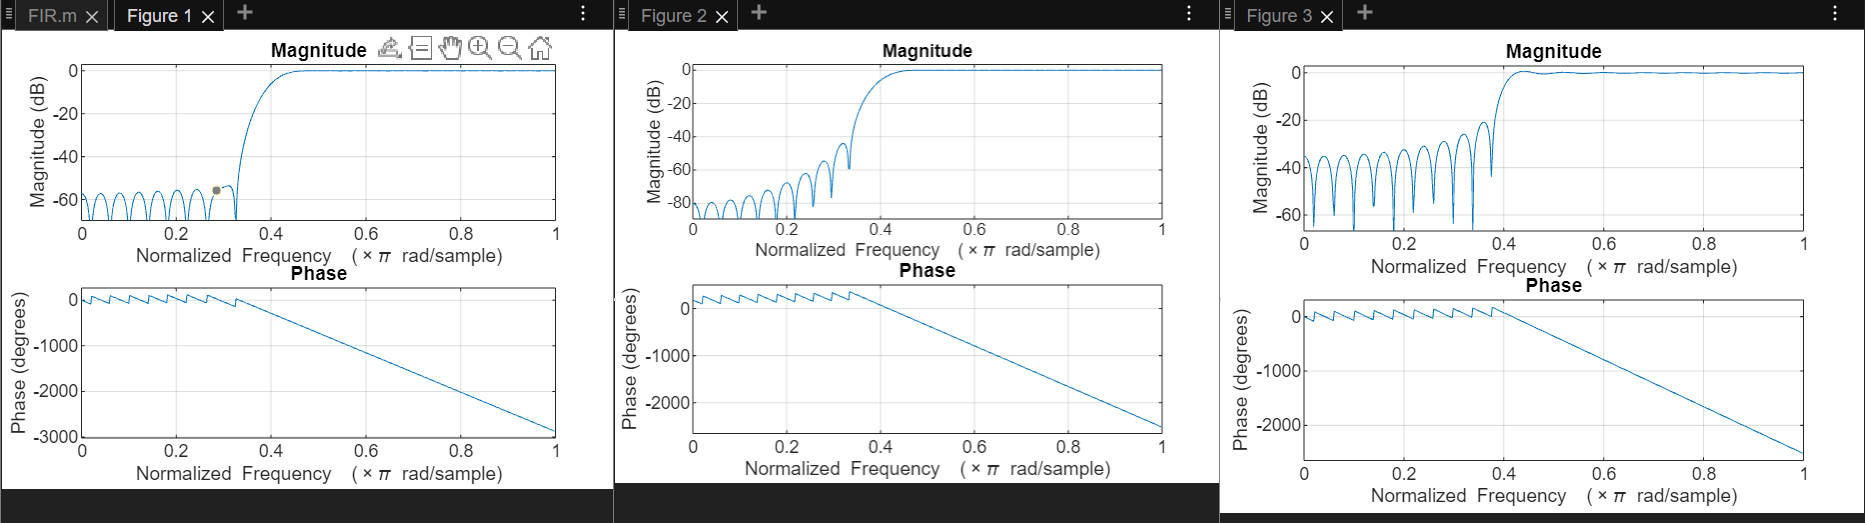 FIR.m
Figure 1
Magnitude
Magnitude (dB)
0
-20
-40
-60
0 0.2 0.4 0.6 0.8 1
Normalized Frequency (× π rad/sample)
Phase
Phase (degrees)
0
-1000
-2000
-3000
0 0.2 0.4 0.6 0.8 1
Normalized Frequency (× π rad/sample)
Figure 2
Magnitude
Magnitude (dB)
0
-20
-40
-60
-80
0 0.2 0.4 0.6 0.8 1
Normalized Frequency (× π rad/sample)
Phase
Phase (degrees)
0
-1000
-2000
0 0.2 0.4 0.6 0.8 1
Normalized Frequency (× π rad/sample)
Figure 3
Magnitude
Magnitude (dB)
0
-20
-40
-60
0 0.2 0.4 0.6 0.8 1
Normalized Frequency (× π rad/sample)
Phase
Phase (degrees)
0
-1000
-2000
0 0.2 0.4 0.6 0.8 1
Normalized Frequency (× π rad/sample)